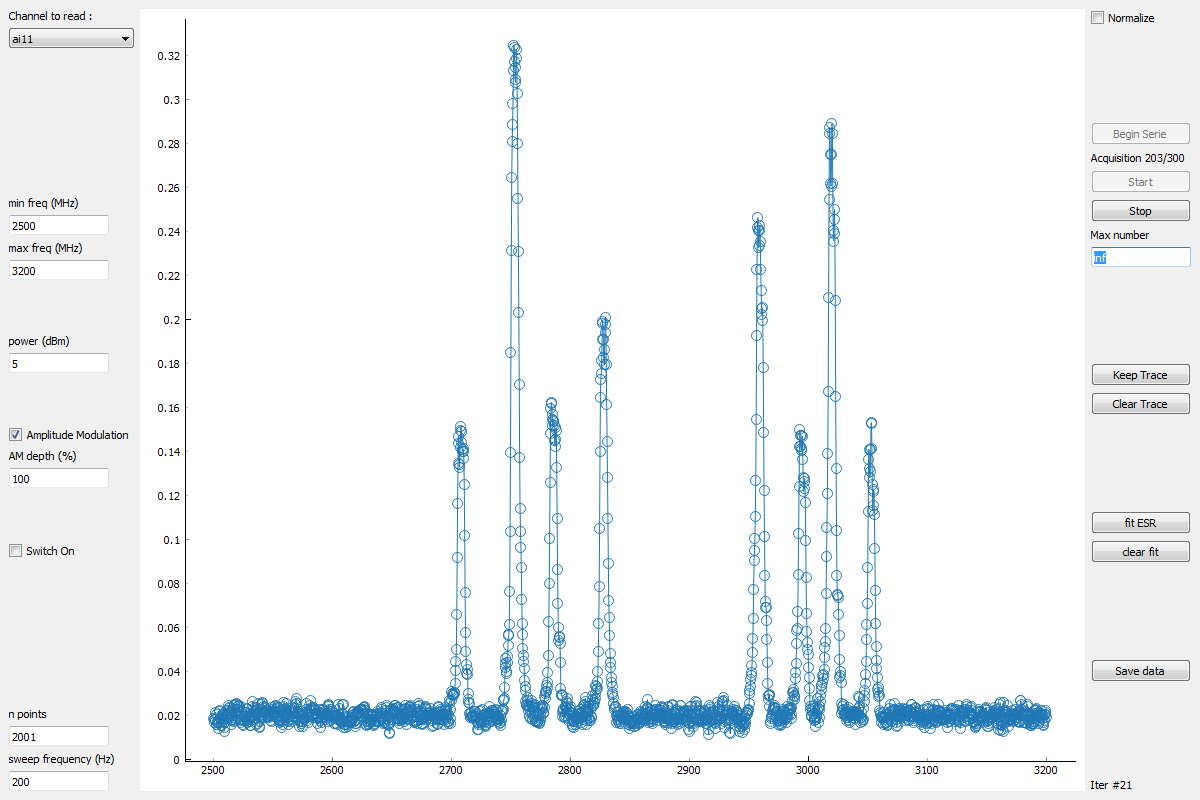 Channel to read :
ai11
min freq (MHz)
2500
max freq (MHz)
3200
power (dBm)
5
Amplitude Modulation
AM depth (%)
100
Switch On
n points
2001
sweep frequency (Hz)
200
0.32
0.3
0.28
0.26
0.24
0.22
0.2
0.18
0.16
0.14
0.12
0.1
0.08
0.06
0.04
0.02
0
2500 2600 2700 2800 2900 3000 3100 3200
Normalize
Begin Serie
Acquisition 203/300
Start
Stop
Max number
inf
Keep Trace
Clear Trace
fit ESR
clear fit
Save data
Iter #21